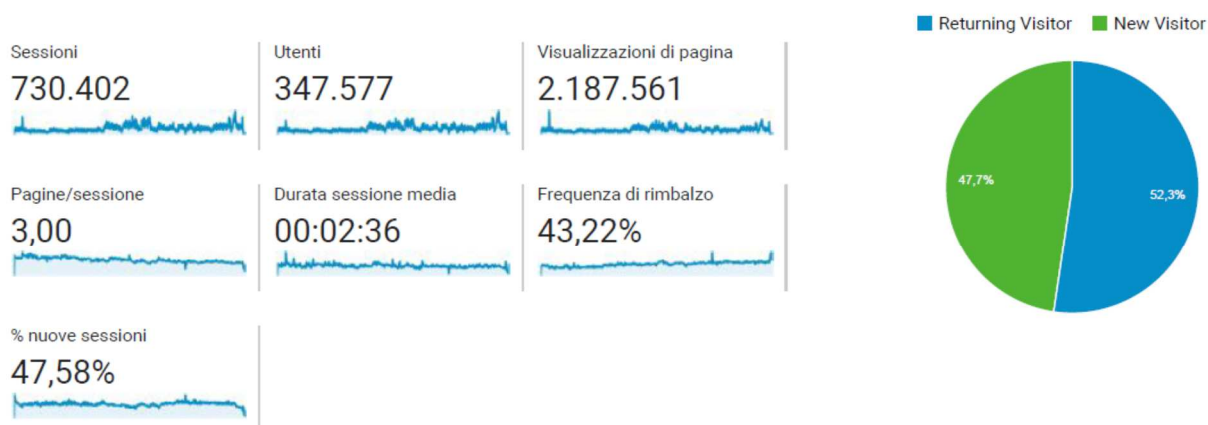 Returning Visitor
New Visitor
Sessioni
730.402
Utenti
347.577
Visualizzazioni di pagina
2.187.561
Pagine/sessione
3,00
Durata sessione media
00:02:36
Frequenza di rimbalzo
43,22%
% nuove sessioni
47,58%
47,7%
52,3%